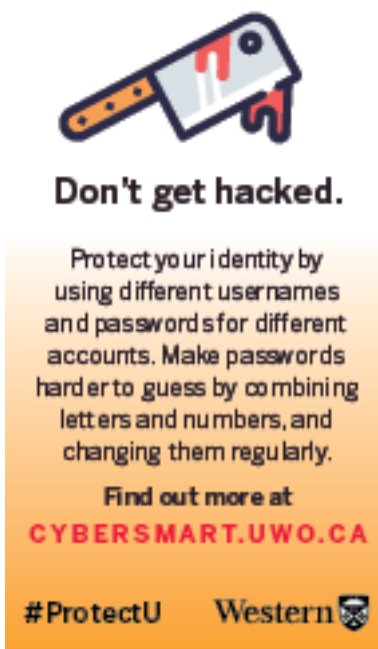 Don't get hacked.
Protect your identity by
using different usernames
and passwords for different
accounts. Make passwords
harder to guess by combining
letters and numbers, and
changing them regularly.
Find out more at
CYBERSMART.UWO.CA
#ProtectU Western